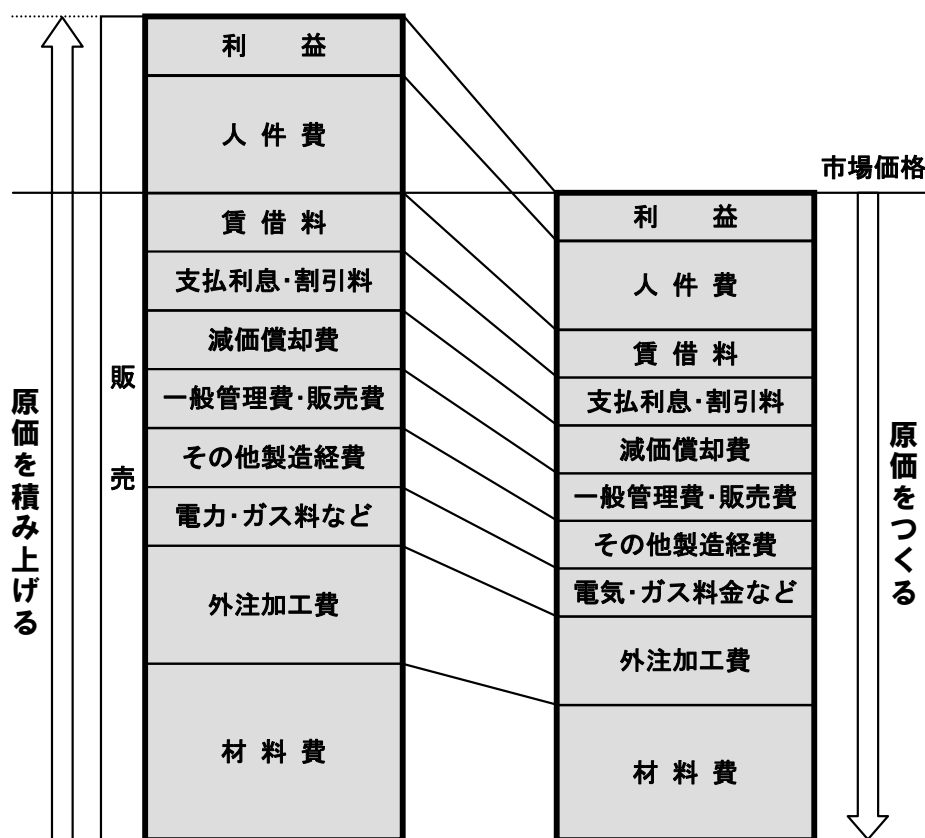 原価を積み上げる
販売
利　益
人件費
賃借料
支払利息・割引料
減価償却費
一般管理費・販売費
その他製造経費
電力・ガス料など
外注加工費
材料費
市場価格
利　益
人件費
賃借料
支払利息・割引料
減価償却費
一般管理費・販売費
その他製造経費
電気・ガス料金など
外注加工費
材料費
原価をつくる